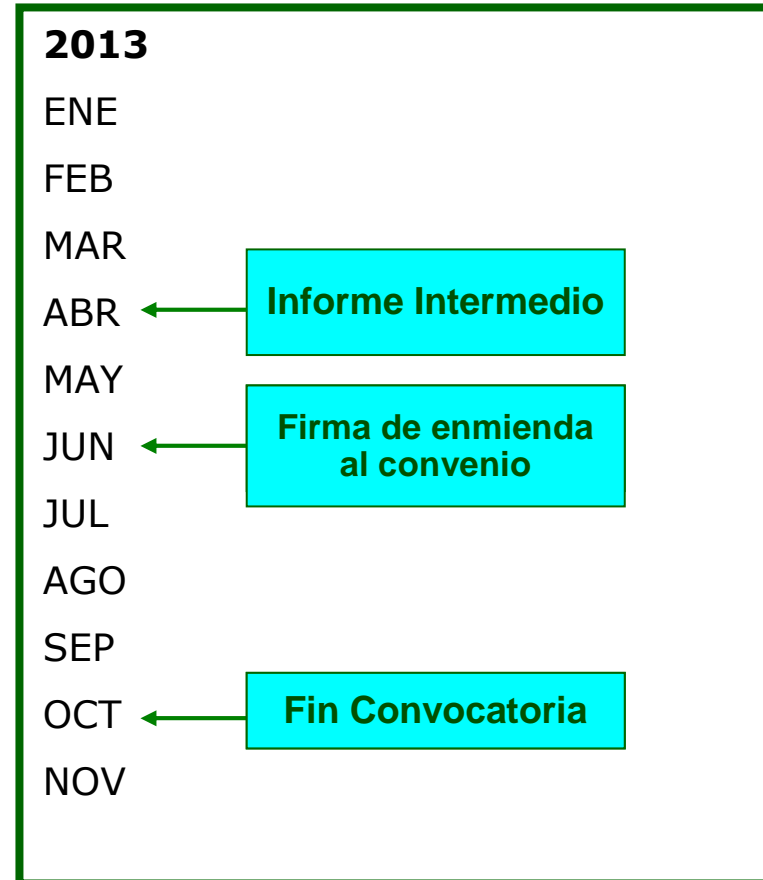 2013
ENE
FEB
MAR
ABR
Informe Intermedio
MAY
JUN
Firma de enmienda
al convenio
JUL
AGO
SEP
OCT
Fin Convocatoria
NOV